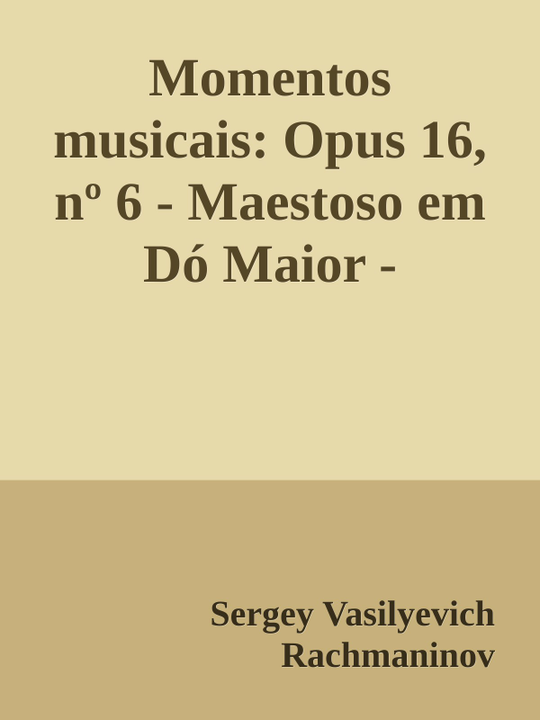 Momentos
musicais: Opus 16,
nº 6 - Maestoso em
Dó Maior -
Sergey Vasilyevich
Rachmaninov